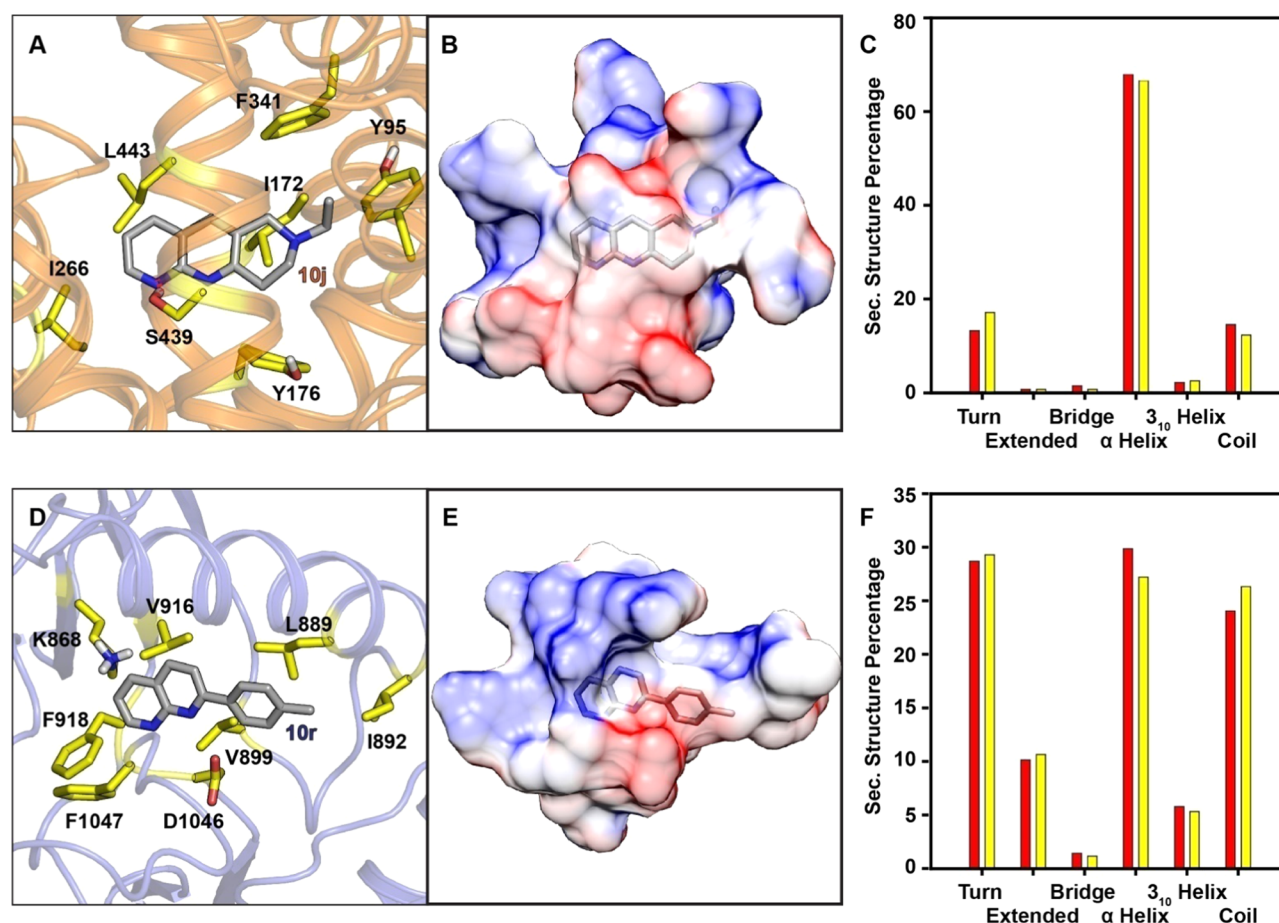 A
F341
Y95
L443
I172
I266
10j
S439
Y176
B
C
Sec. Structure Percentage
80
60
40
20
0
Turn Bridge 3₁₀ Helix
Extended α Helix Coil
D
V916
L889
K868
F918
10r
I892
V899
F1047 D1046
E
F
Sec. Structure Percentage
35
30
25
20
15
10
5
0
Turn Bridge 3₁₀ Helix
Extended α Helix Coil